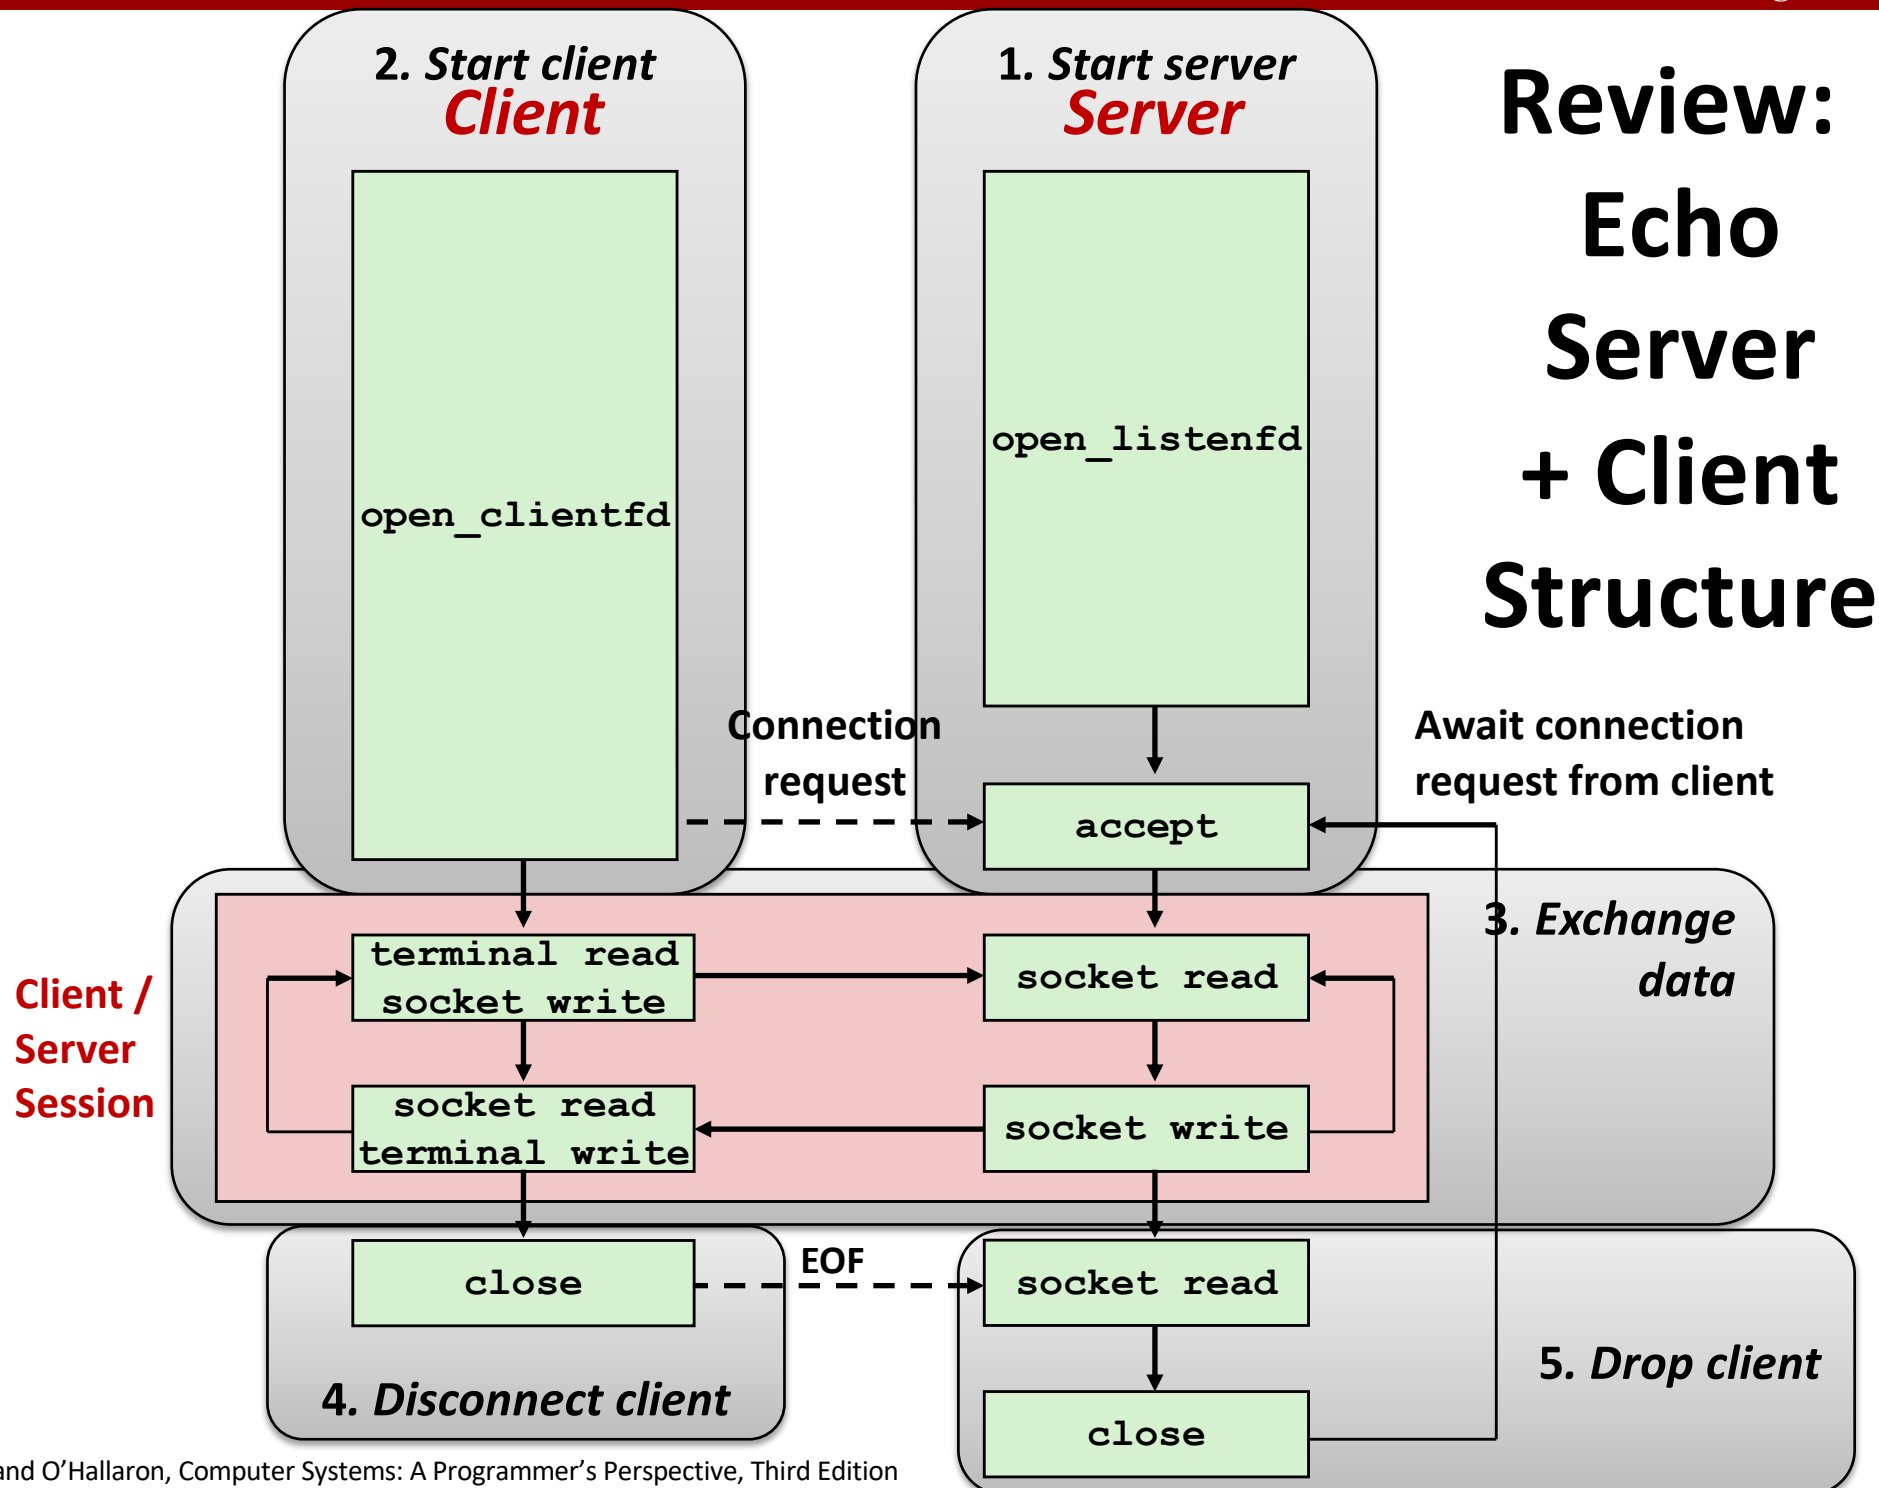 2. Start client
Client
1. Start server
Server
Review:
Echo
Server
+ Client
Structure
open_clientfd
open_listenfd
Connection
request
Await connection
request from client
accept
3. Exchange
data
Client /
Server
Session
terminal read
socket write
socket read
socket read
terminal write
socket write
close
EOF
socket read
4. Disconnect client
5. Drop client
close
and O’Hallaron, Computer Systems: A Programmer’s Perspective, Third Edition